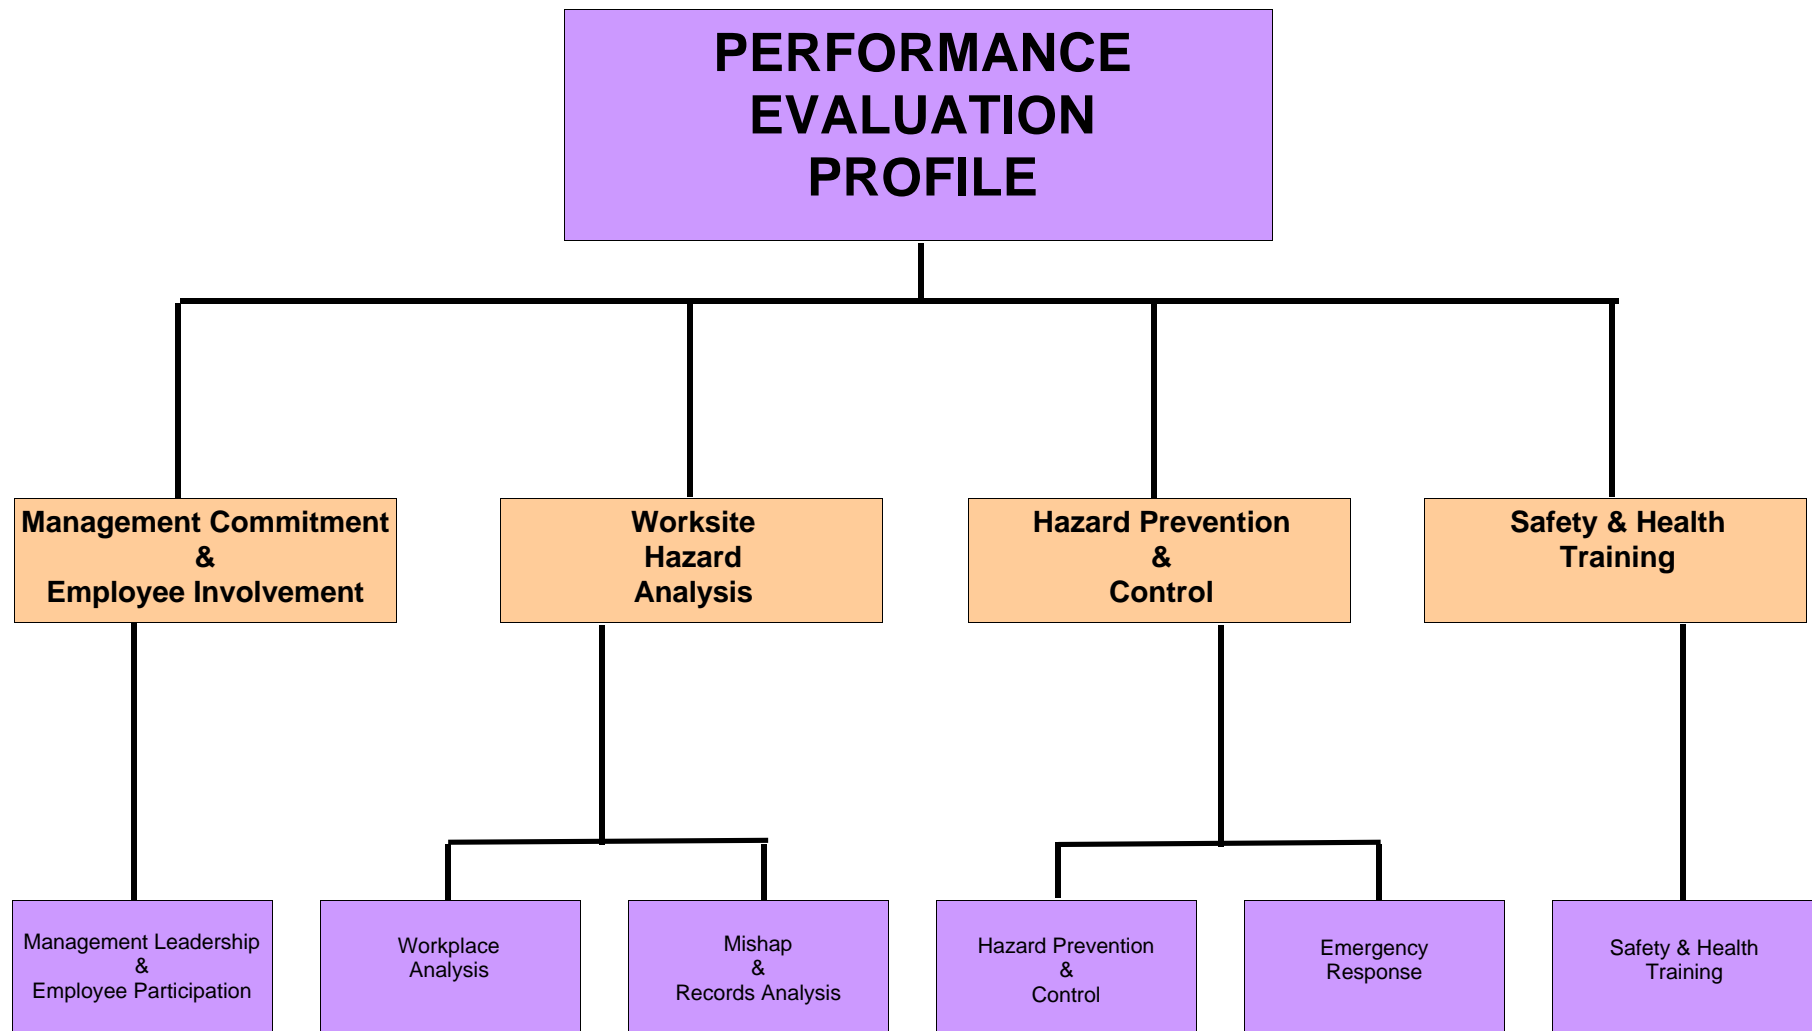 PERFORMANCE
EVALUATION
PROFILE
Management Commitment
&
Employee Involvement
Worksite
Hazard
Analysis
Hazard Prevention
&
Control
Safety & Health
Training
Management Leadership
&
Employee Participation
Workplace
Analysis
Mishap
&
Records Analysis
Hazard Prevention
&
Control
Emergency
Response
Safety & Health
Training